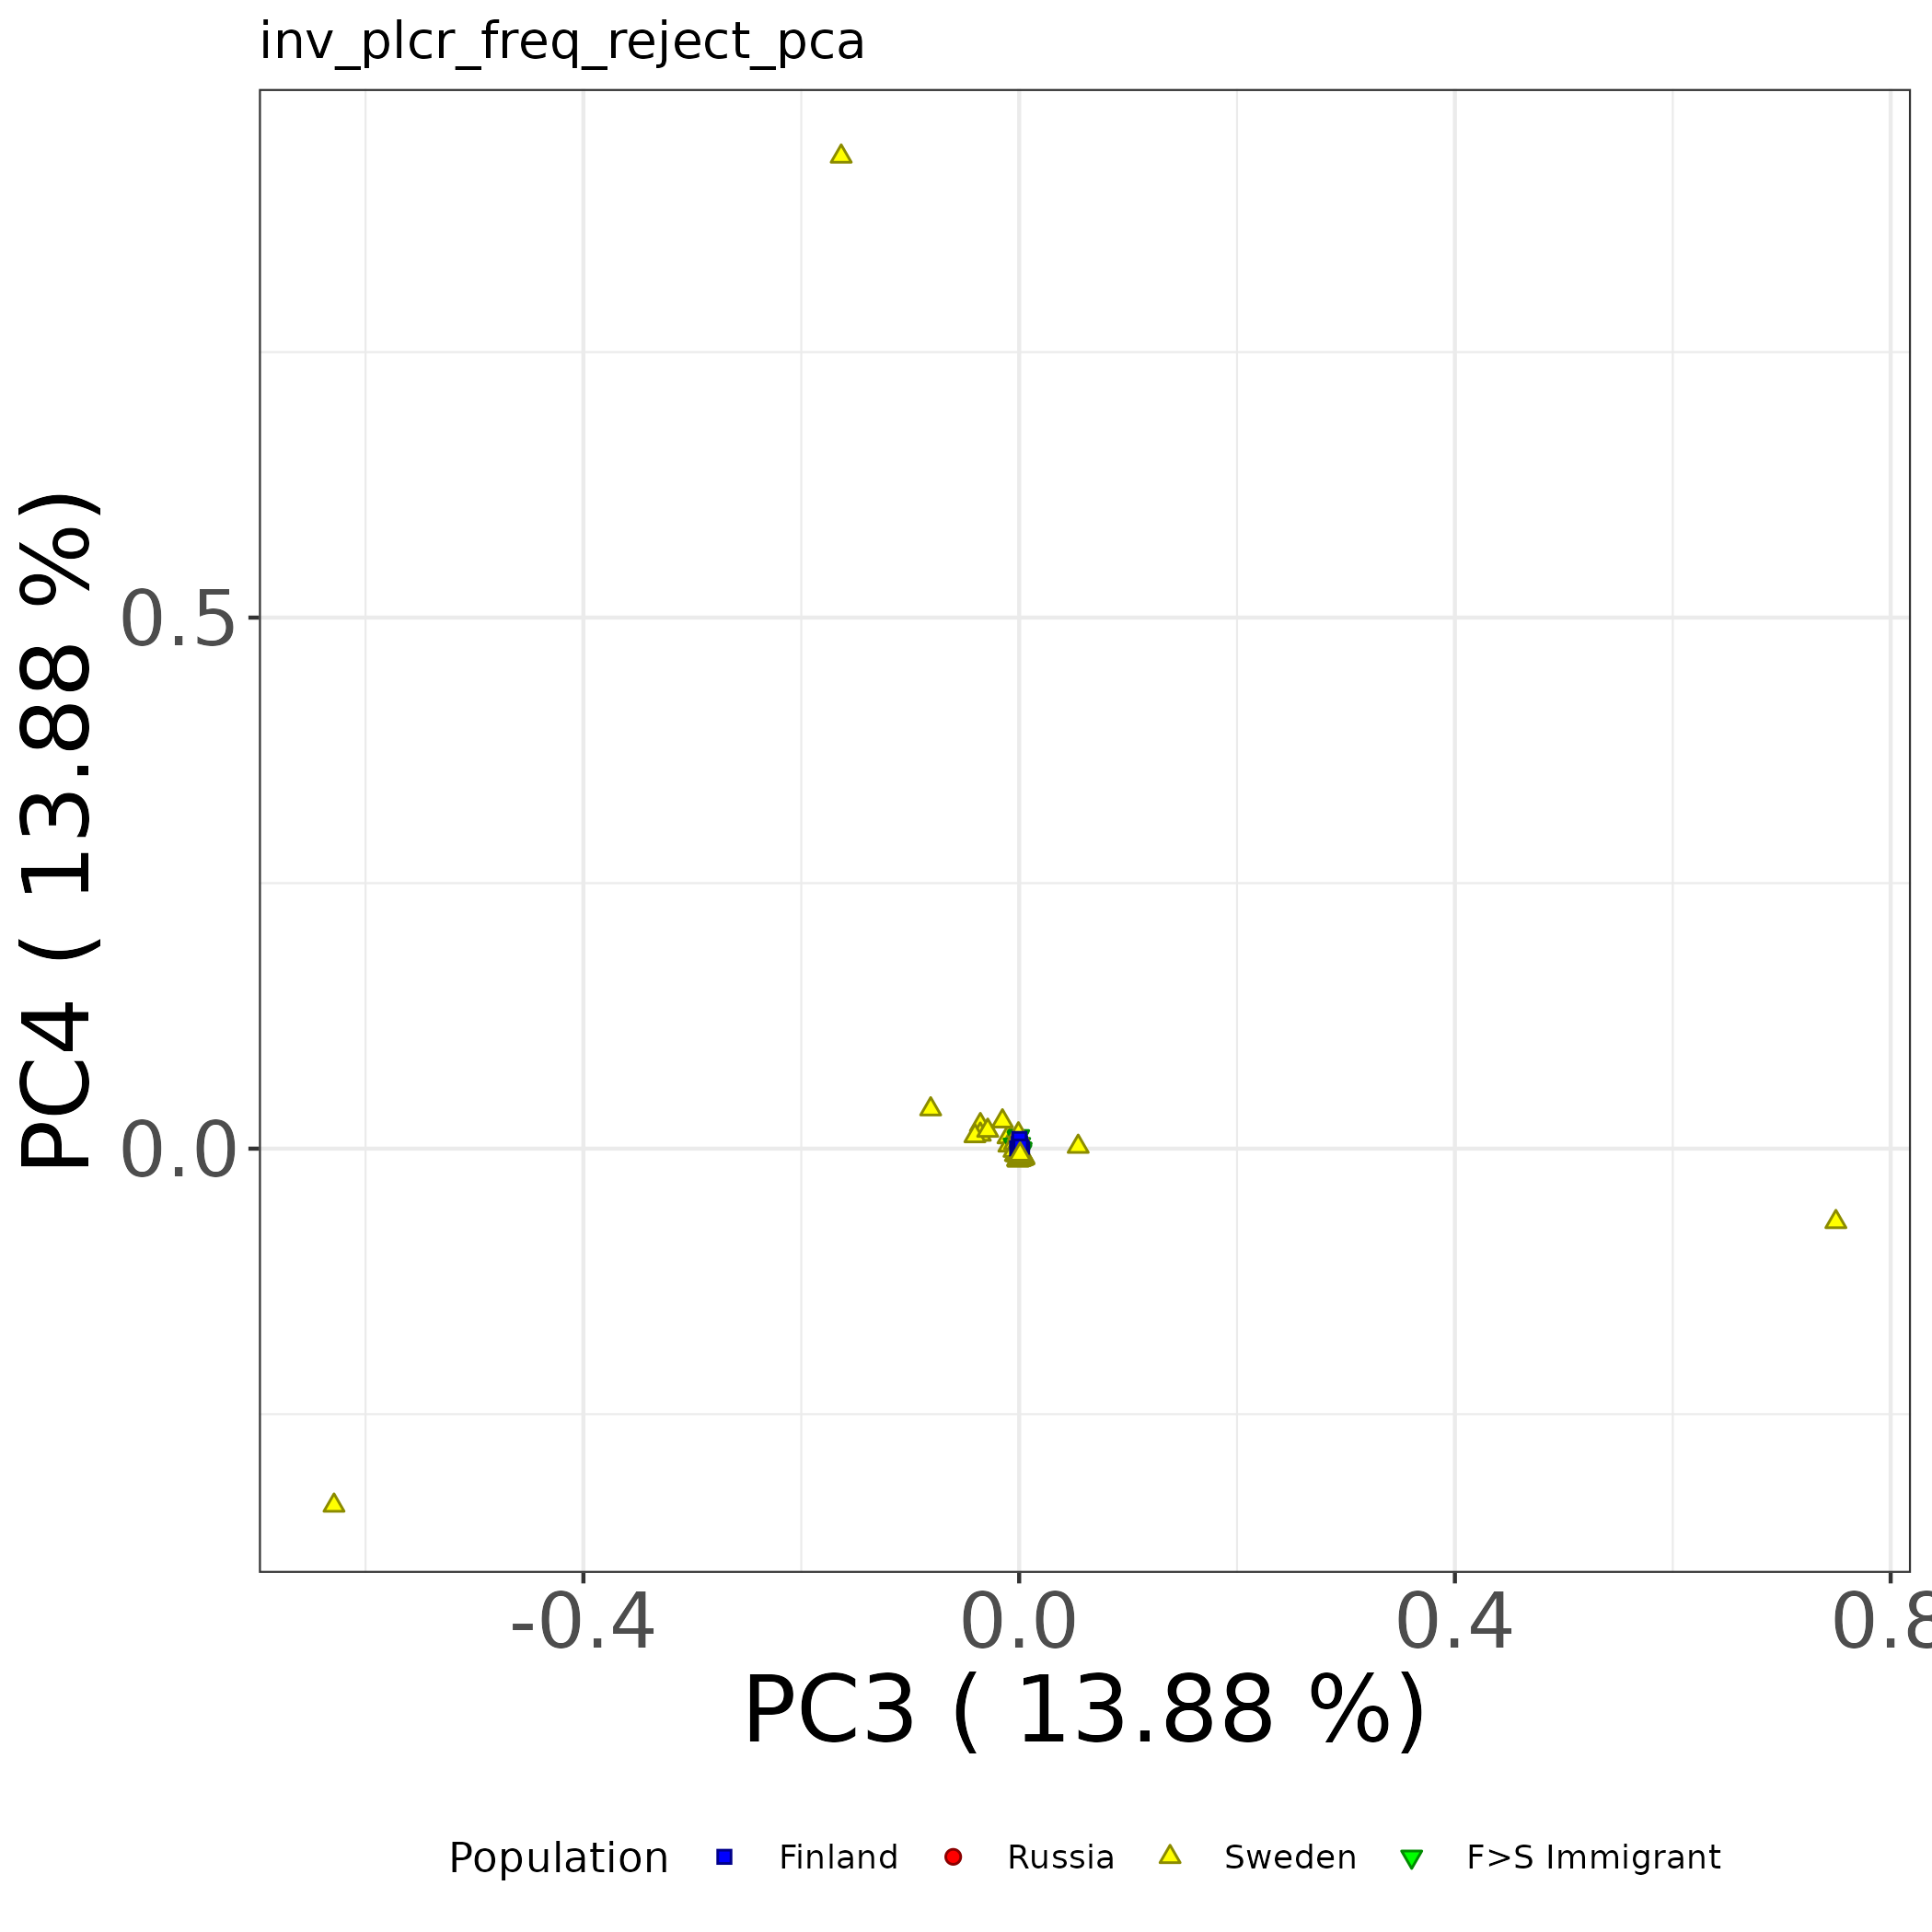 inv_plcr_freq_reject_pca
PC4 ( 13.88 %)
0.5
0.0
-0.4 0.0 0.4 0.8
PC3 ( 13.88 %)
Population Finland Russia Sweden F>S Immigrant